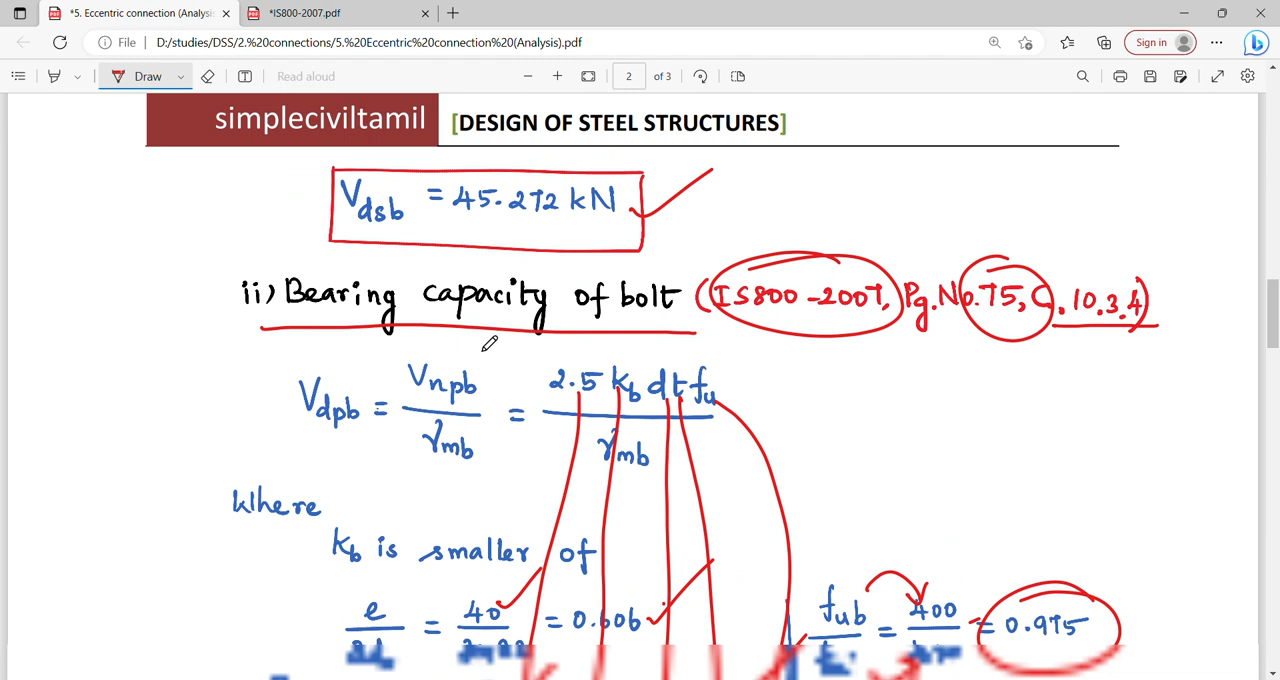 *5. Eccentric connection (Analysi
*IS800-2007.pdf
File
D:/studies/DSS/2.%20connections/5.%20Eccentric%20connection%20(Analysis).pdf
Sign in
Draw
Read aloud
2 of 3
simpleciviltamil [DESIGN OF STEEL STRUCTURES]
Vdsb = 45.272 kN
ii) Bearing capacity of bolt (IS800-2007, Pg.No.75, C.10.3.4)
Vdpb = Vnpb/γmb = 2.5 kb dt fu/γmb
Where
kb is smaller of
e = 40 = 0.606
fub = 400 = 0.975